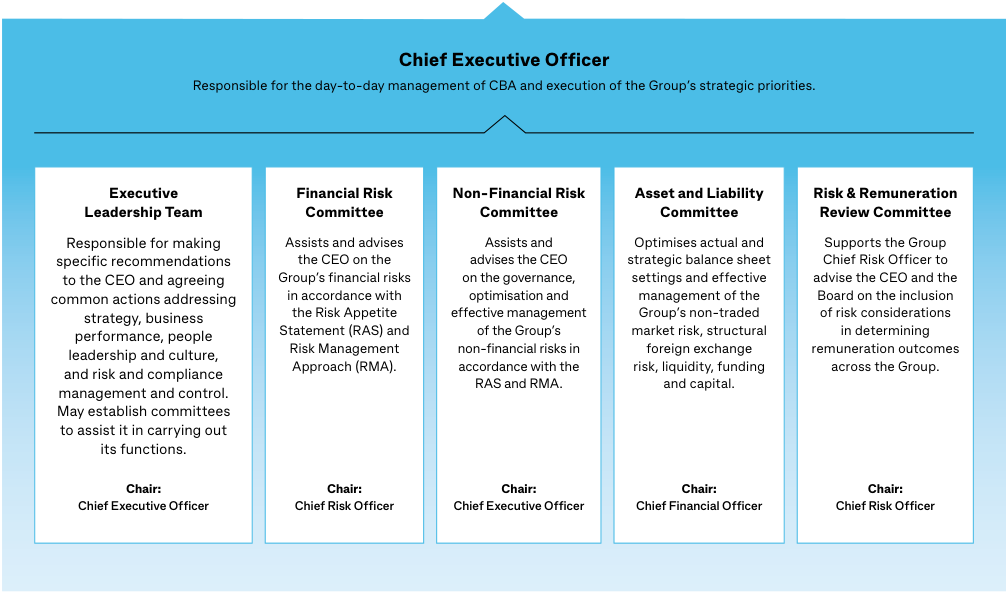 Chief Executive Officer
Responsible for the day-to-day management of CBA and execution of the Group's strategic priorities.
Executive
Leadership Team
Responsible for making
specific recommendations
to the CEO and agreeing
common actions addressing
strategy, business
performance, people
leadership and culture,
and risk and compliance
management and control.
May establish committees
to assist it in carrying out
its functions.
Chair:
Chief Executive Officer
Financial Risk
Committee
Assists and advises
the CEO on the
Group's financial risks
in accordance with
the Risk Appetite
Statement (RAS) and
Risk Management
Approach (RMA).
Chair:
Chief Risk Officer
Non-Financial Risk
Committee
Assists and
advises the CEO
on the governance,
optimisation and
effective management
of the Group's
non-financial risks in
accordance with the
RAS and RMA.
Chair:
Chief Executive Officer
Asset and Liability
Committee
Optimises actual and
strategic balance sheet
settings and effective
management of the
Group's non-traded
market risk, structural
foreign exchange
risk, liquidity, funding
and capital.
Chair:
Chief Financial Officer
Risk & Remuneration
Review Committee
Supports the Group
Chief Risk Officer to
advise the CEO and the
Board on the inclusion
of risk considerations
in determining
remuneration outcomes
across the Group.
Chair:
Chief Risk Officer